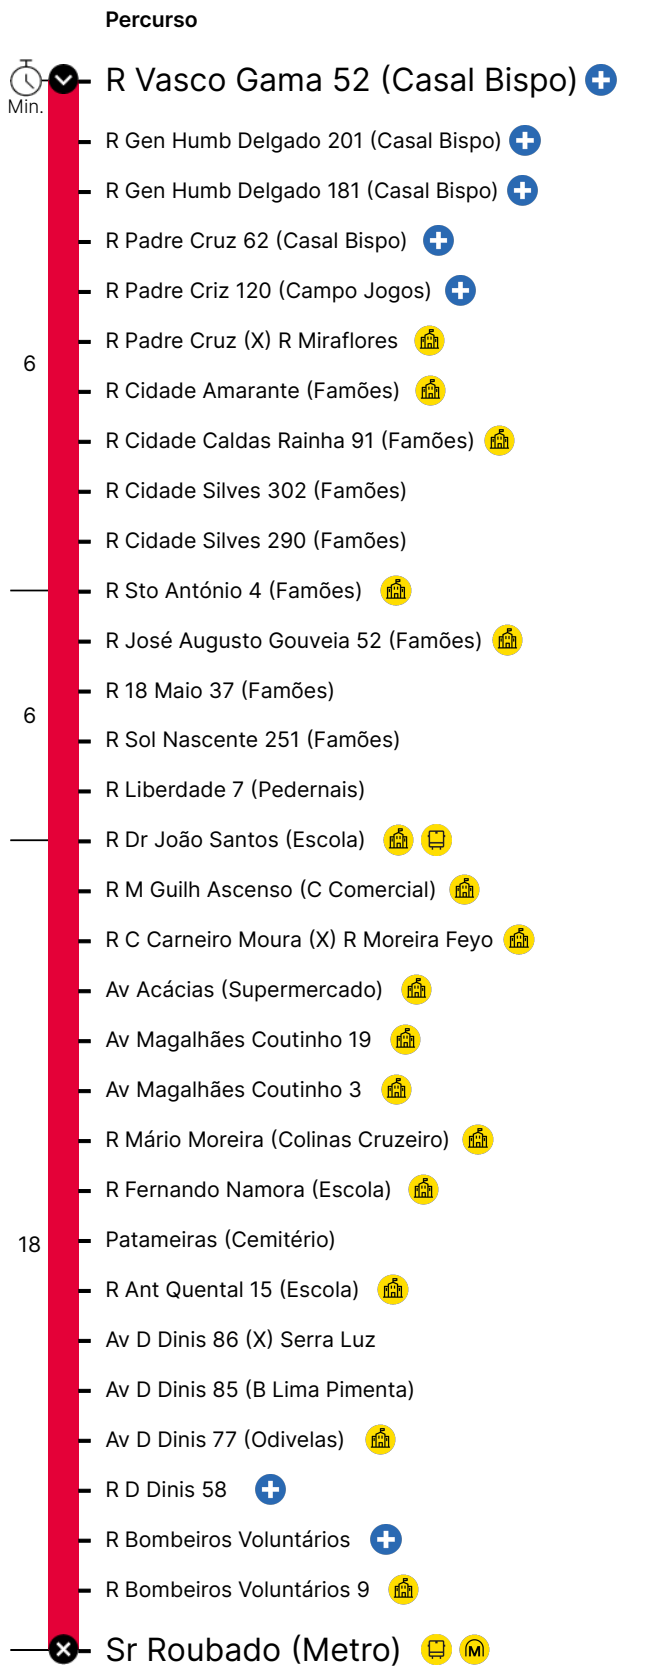 Percurso
R Vasco Gama 52 (Casal Bispo)
Min.
R Gen Humb Delgado 201 (Casal Bispo)
R Gen Humb Delgado 181 (Casal Bispo)
R Padre Cruz 62 (Casal Bispo)
R Padre Criz 120 (Campo Jogos)
R Padre Cruz (X) R Miraflores
6
R Cidade Amarante (Famões)
R Cidade Caldas Rainha 91 (Famões)
R Cidade Silves 302 (Famões)
R Cidade Silves 290 (Famões)
R Sto António 4 (Famões)
R José Augusto Gouveia 52 (Famões)
R 18 Maio 37 (Famões)
6
R Sol Nascente 251 (Famões)
R Liberdade 7 (Pedernais)
R Dr João Santos (Escola)
R M Guilh Ascenso (C Comercial)
R C Carneiro Moura (X) R Moreira Feyo
Av Acácias (Supermercado)
Av Magalhães Coutinho 19
Av Magalhães Coutinho 3
R Mário Moreira (Colinas Cruzeiro)
R Fernando Namora (Escola)
Patameiras (Cemitério)
18
R Ant Quental 15 (Escola)
Av D Dinis 86 (X) Serra Luz
Av D Dinis 85 (B Lima Pimenta)
Av D Dinis 77 (Odivelas)
R D Dinis 58
R Bombeiros Voluntários
R Bombeiros Voluntários 9
Sr Roubado (Metro)
M